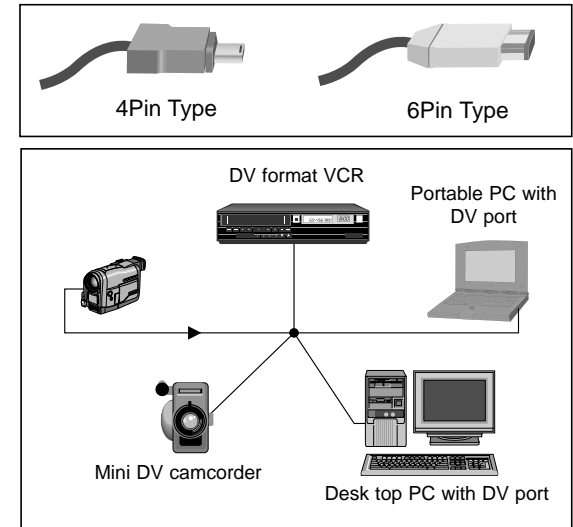 4Pin Type
6Pin Type
DV format VCR
Portable PC with
DV port
Mini DV camcorder
Desk top PC with DV port